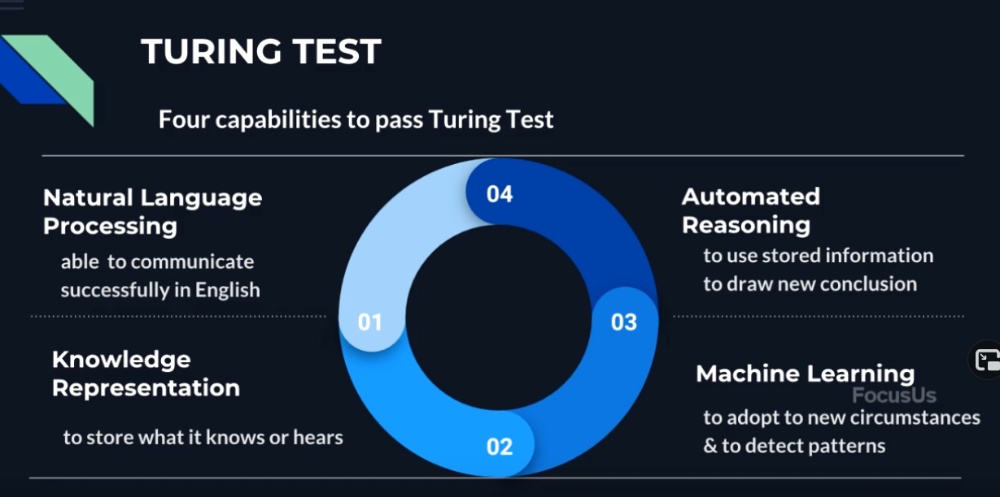 TURING TEST
Four capabilities to pass Turing Test
Natural Language
Processing
able to communicate
successfully in English
Knowledge
Representation
to store what it knows or hears
04
01
03
02
Automated
Reasoning
to use stored information
to draw new conclusion
Machine Learning
FocusUs
to adopt to new circumstances
& to detect patterns